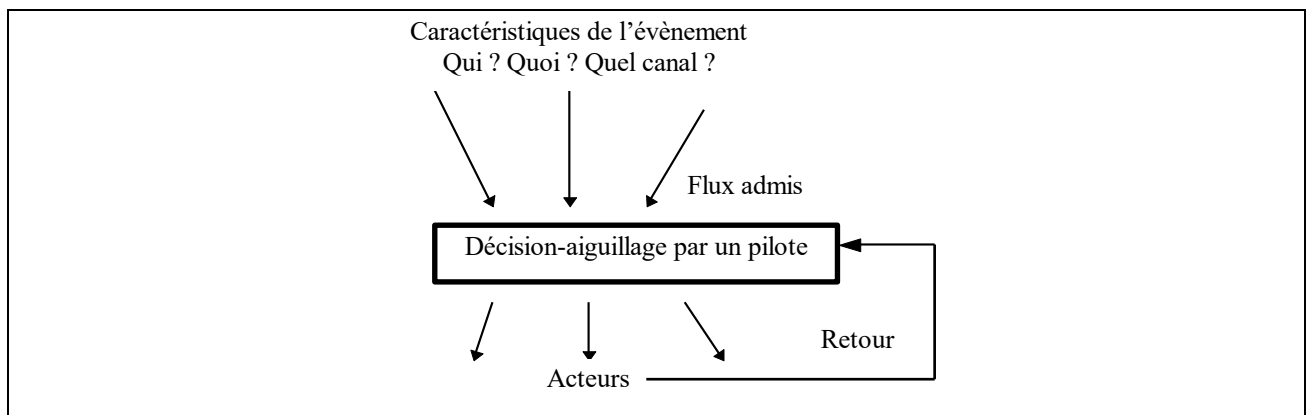 Caractéristiques de l’évènement
Qui ? Quoi ? Quel canal ?
Flux admis
Décision-aiguillage par un pilote
Retour
Acteurs